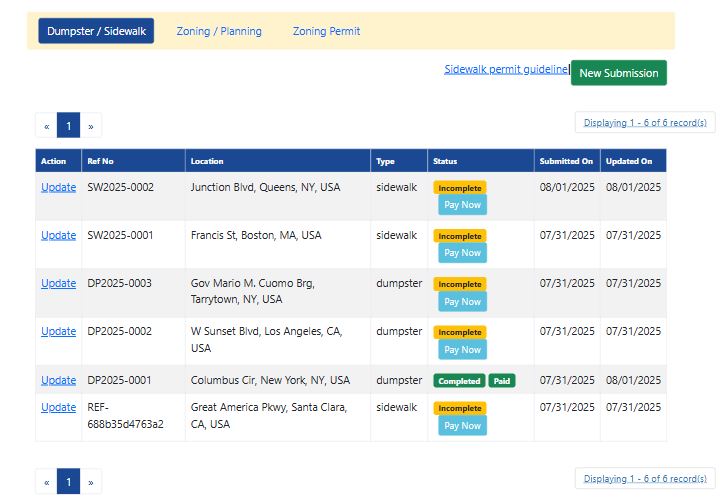 Dumpster / Sidewalk Zoning / Planning Zoning Permit
Sidewalk permit guideline| New Submission
« 1 » Displaying 1 - 6 of 6 record(s)
Action Ref No Location Type Status Submitted On Updated On
Update SW2025-0002 Junction Blvd, Queens, NY, USA sidewalk Incomplete 08/01/2025 08/01/2025
Pay Now
Update SW2025-0001 Francis St, Boston, MA, USA sidewalk Incomplete 07/31/2025 07/31/2025
Pay Now
Update DP2025-0003 Gov Mario M. Cuomo Brg, dumpster Incomplete 07/31/2025 07/31/2025
Tarrytown, NY, USA Pay Now
Update DP2025-0002 W Sunset Blvd, Los Angeles, CA, dumpster Incomplete 07/31/2025 07/31/2025
USA Pay Now
Update DP2025-0001 Columbus Cir, New York, NY, USA dumpster Completed Paid 07/31/2025 08/01/2025
Update REF- Great America Pkwy, Santa Clara, sidewalk Incomplete 07/31/2025 07/31/2025
688b35d4763a2 CA, USA Pay Now
« 1 » Displaying 1 - 6 of 6 record(s)